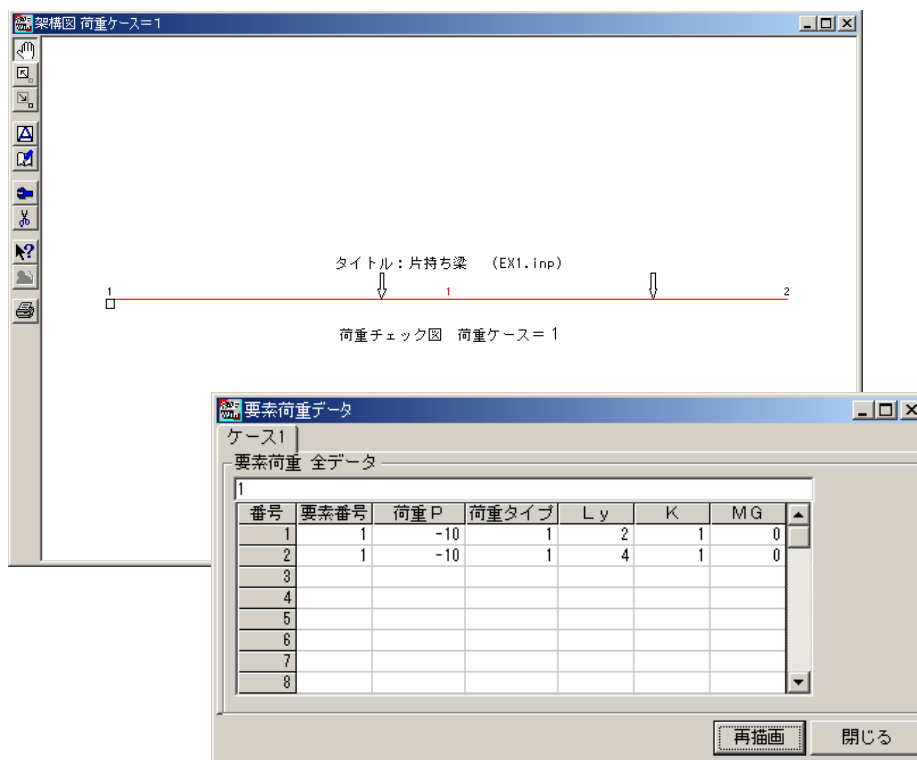 架構図 荷重ケース=1
タイトル：片持ち梁 (EX1.inp)
1 1 2
荷重チェック図 荷重ケース＝ 1
要素荷重データ
ケース1
要素荷重 全データ
1
番号 要素番号 荷重Ｐ 荷重タイプ Ｌｙ Ｋ ＭＧ
1 1 -10 1 2 1 0
2 1 -10 1 4 1 0
3
4
5
6
7
8
再描画 閉じる